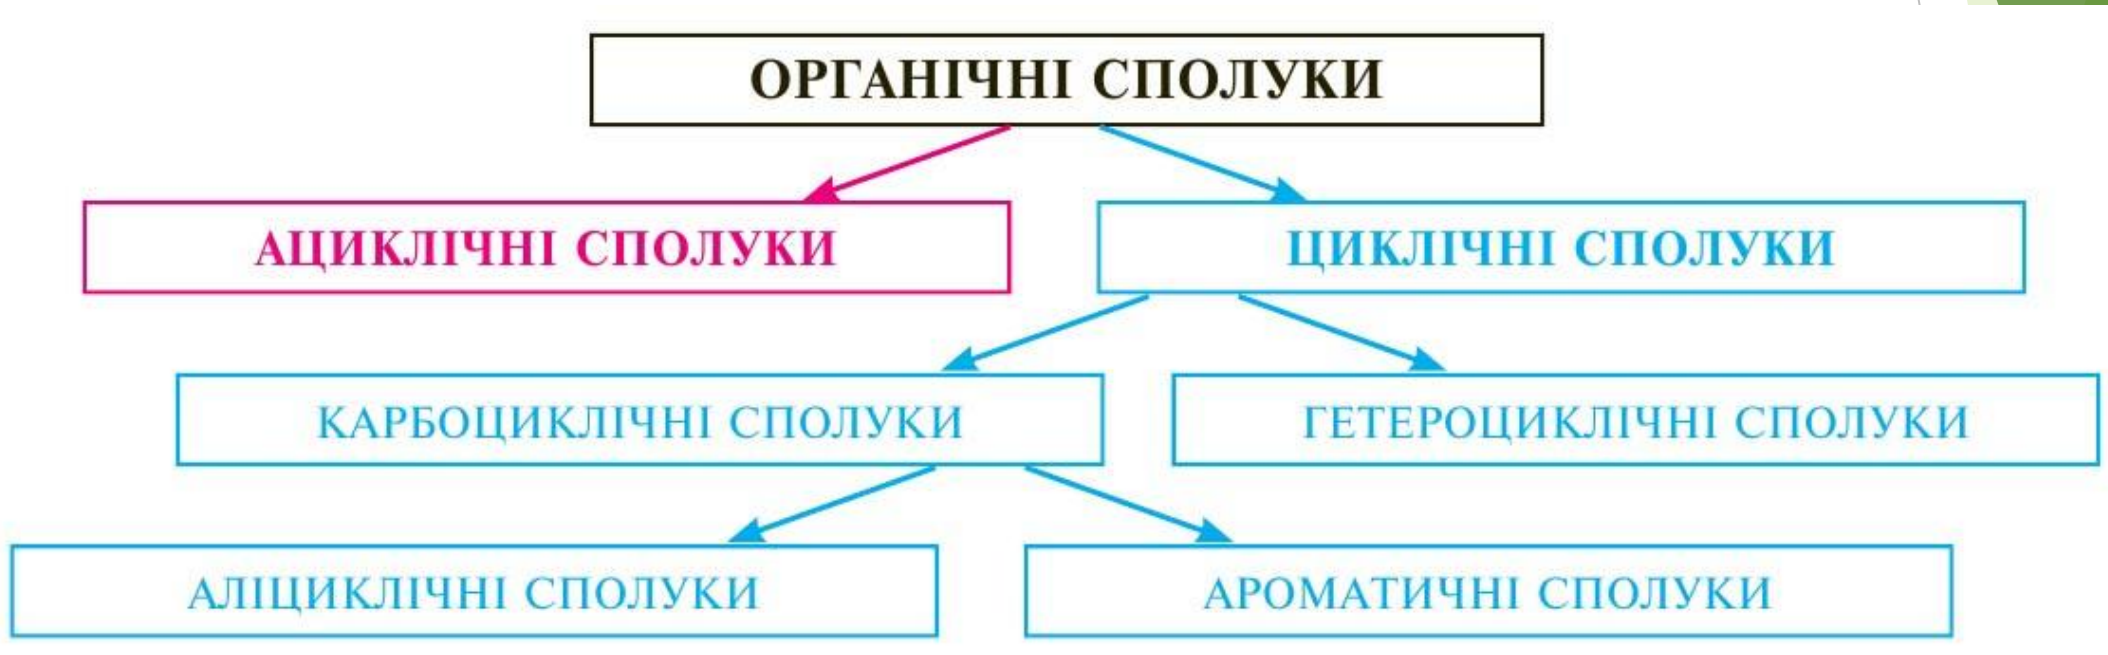 ОРГАНІЧНІ СПОЛУКИ
АЦИКЛІЧНІ СПОЛУКИ
ЦИКЛІЧНІ СПОЛУКИ
КАРБОЦИКЛІЧНІ СПОЛУКИ
ГЕТЕРОЦИКЛІЧНІ СПОЛУКИ
АЛІЦИКЛІЧНІ СПОЛУКИ
АРОМАТИЧНІ СПОЛУКИ